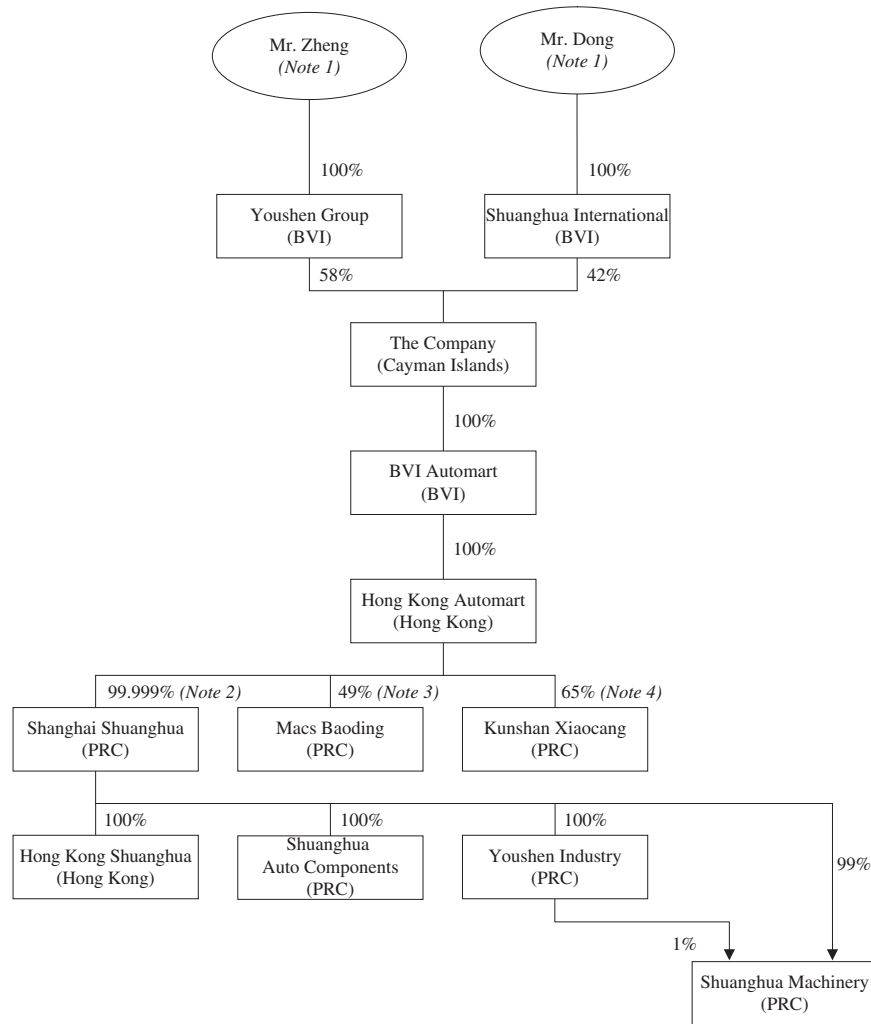 Mr. Zheng
(Note 1)
Mr. Dong
(Note 1)
100%
100%
Youshen Group
(BVI)
Shuanghua International
(BVI)
58%
42%
The Company
(Cayman Islands)
100%
BVI Automart
(BVI)
100%
Hong Kong Automart
(Hong Kong)
99.999% (Note 2)
49% (Note 3)
65% (Note 4)
Shanghai Shuanghua
(PRC)
Macs Baoding
(PRC)
Kunshan Xiaocang
(PRC)
100%
100%
100%
99%
Hong Kong Shuanghua
(Hong Kong)
Shuanghua
Auto Components
(PRC)
Youshen Industry
(PRC)
1%
Shuanghua Machinery
(PRC)